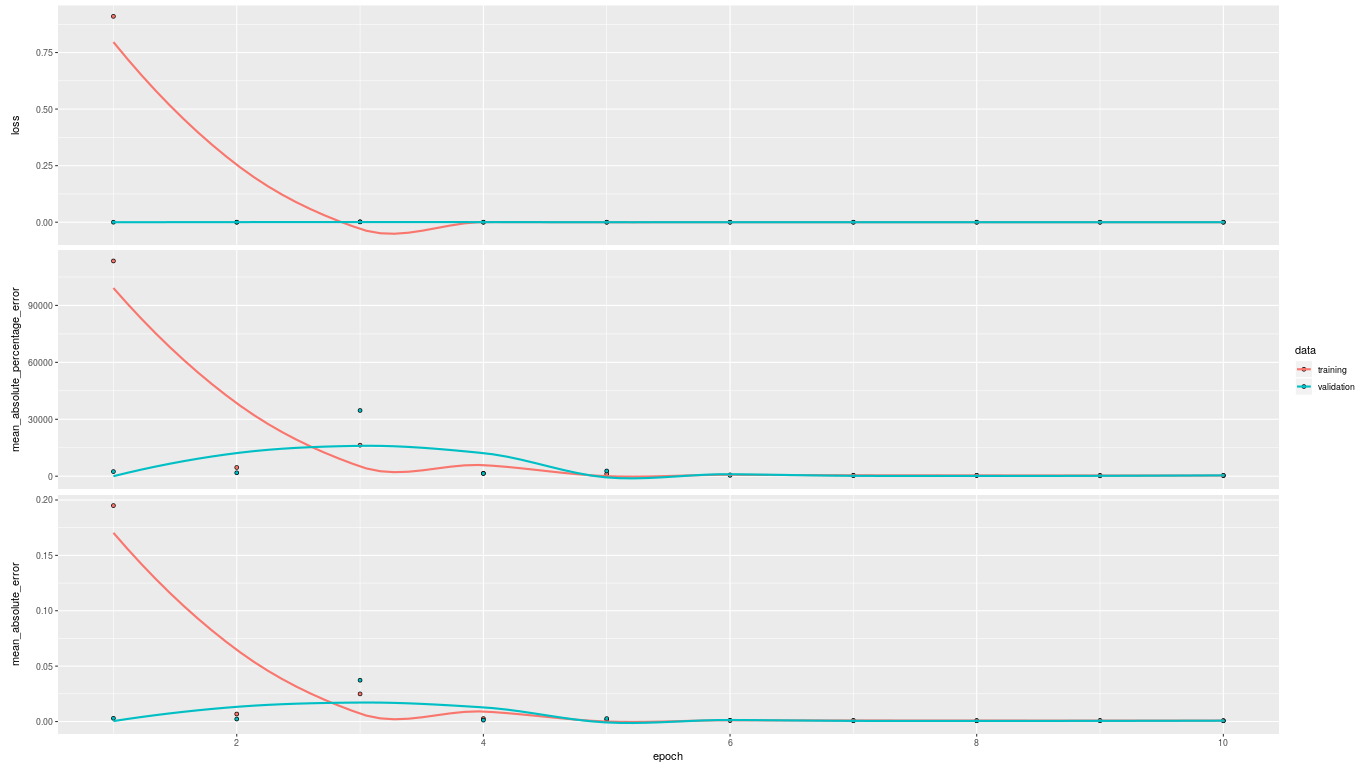 loss
0.75
0.50
0.25
0.00
mean_absolute_percentage_error
90000
60000
30000
0
mean_absolute_error
0.20
0.15
0.10
0.05
0.00
2 4 6 8 10
epoch
data
training
validation